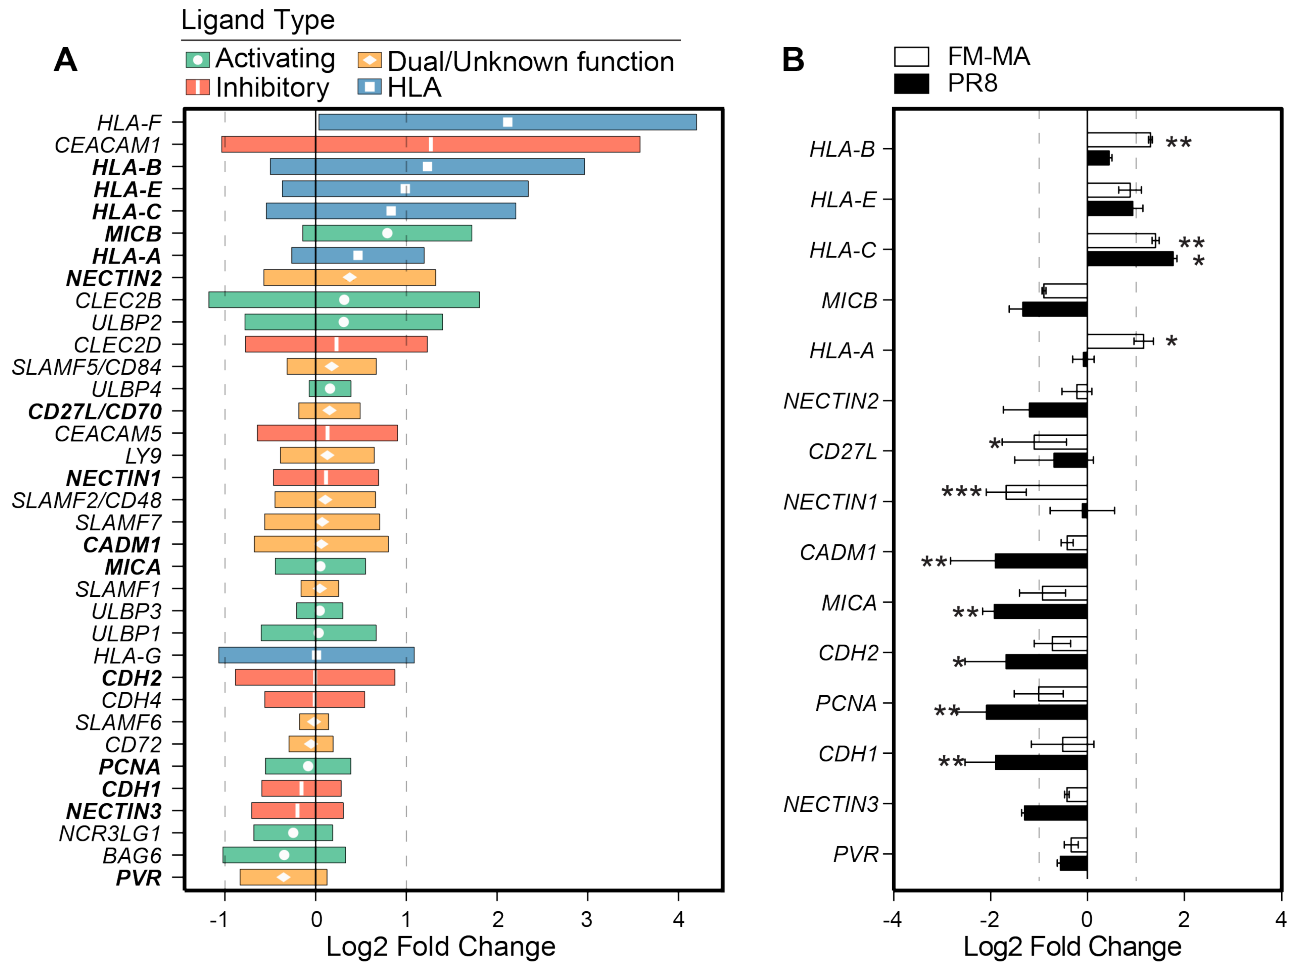 Ligand Type
A
Activating
Dual/Unknown function
Inhibitory
HLA
HLA-F
CEACAM1
HLA-B
HLA-E
HLA-C
MICB
HLA-A
NECTIN2
CLEC2B
ULBP2
CLEC2D
SLAMF5/CD84
ULBP4
CD27L/CD70
CEACAM5
LY9
NECTIN1
SLAMF2/CD48
SLAMF7
CADM1
MICA
SLAMF1
ULBP3
ULBP1
HLA-G
CDH2
CDH4
SLAMF6
CD72
PCNA
CDH1
NECTIN3
NCR3LG1
BAG6
PVR
-1 0 1 2 3 4
Log2 Fold Change
B
FM-MA
PR8
HLA-B **
HLA-E
HLA-C **
*
MICB
HLA-A *
NECTIN2
CD27L *
NECTIN1 ***
CADM1 **
MICA **
CDH2 *
PCNA **
CDH1 **
NECTIN3
PVR
-4 -2 0 2 4
Log2 Fold Change